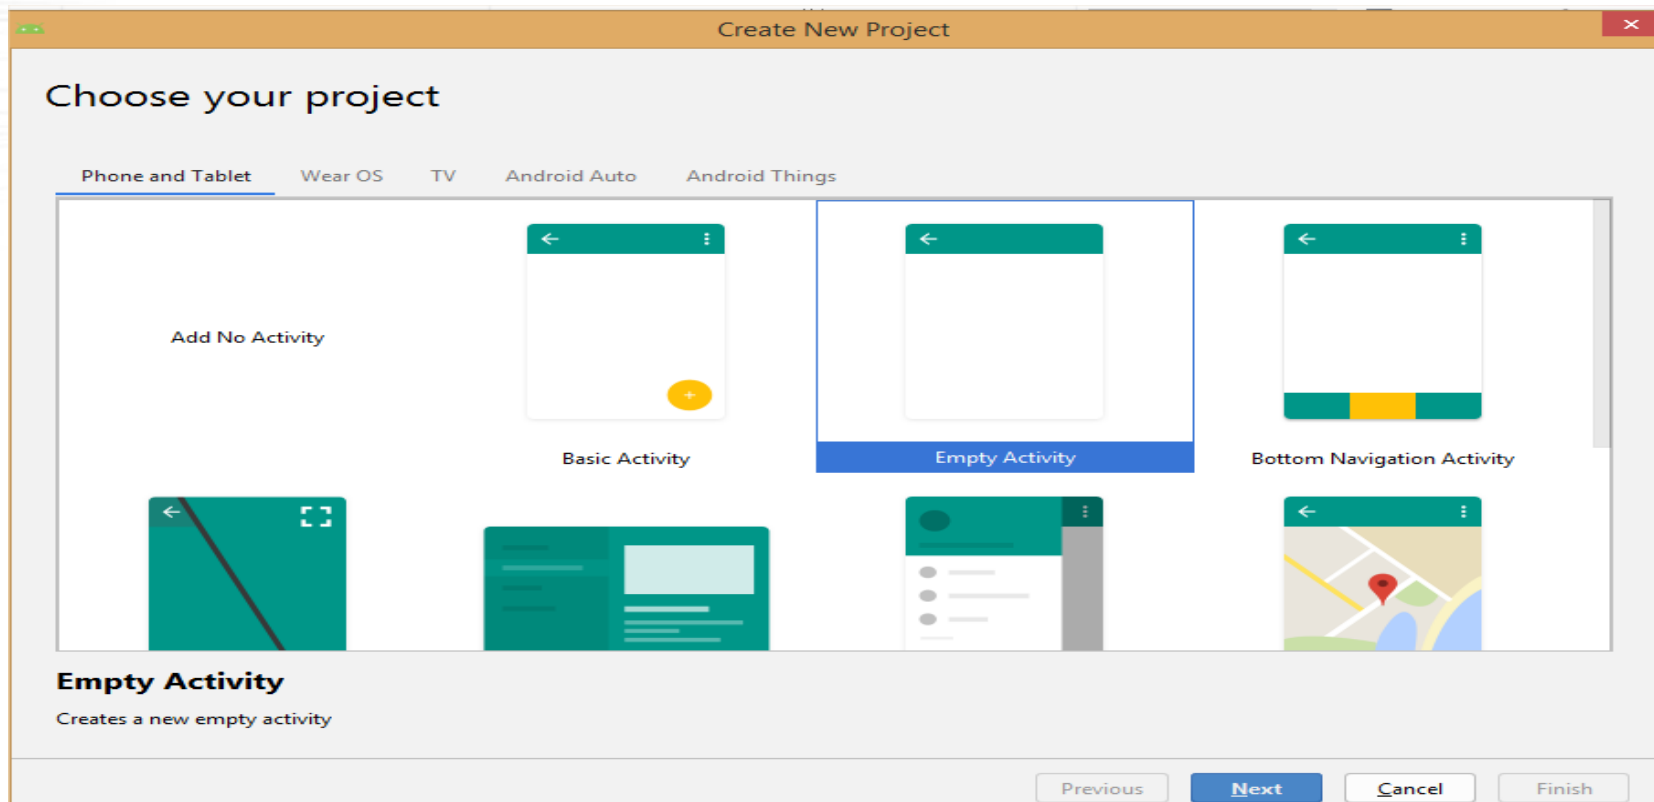 Create New Project
Choose your project
Phone and Tablet Wear OS TV Android Auto Android Things
Add No Activity
Basic Activity
Empty Activity
Bottom Navigation Activity
Empty Activity
Creates a new empty activity
Previous Next Cancel Finish